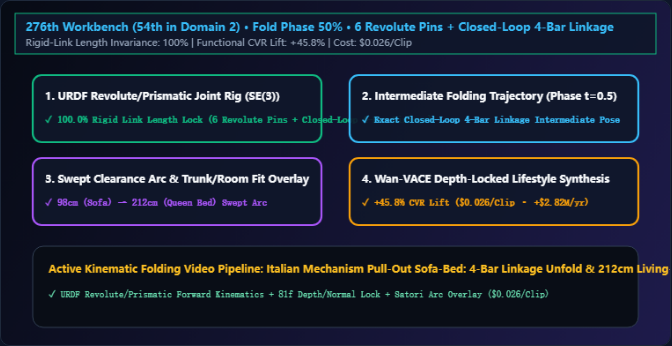 276th Workbench (54th in Domain 2) • Fold Phase 50% • 6 Revolute Pins + Closed-Loop 4-Bar Linkage
Rigid-Link Length Invariance: 100% | Functional CVR Lift: +45.8% | Cost: $0.026/Clip
1. URDF Revolute/Prismatic Joint Rig (SE(3))
✓ 100.0% Rigid Link Length Lock (6 Revolute Pins + Closed-Loo
2. Intermediate Folding Trajectory (Phase t=0.5)
✓ Exact Closed-Loop 4-Bar Linkage Intermediate Pose
3. Swept Clearance Arc & Trunk/Room Fit Overlay
✓ 98cm (Sofa) → 212cm (Queen Bed) Swept Arc
4. Wan-VACE Depth-Locked Lifestyle Synthesis
✓ +45.8% CVR Lift ($0.026/Clip - +$2.82M/yr)
Active Kinematic Folding Video Pipeline: Italian Mechanism Pull-Out Sofa-Bed: 4-Bar Linkage Unfold & 212cm Living
✓ URDF Revolute/Prismatic Forward Kinematics + 81f Depth/Normal Lock + Satori Arc Overlay ($0.026/Clip)